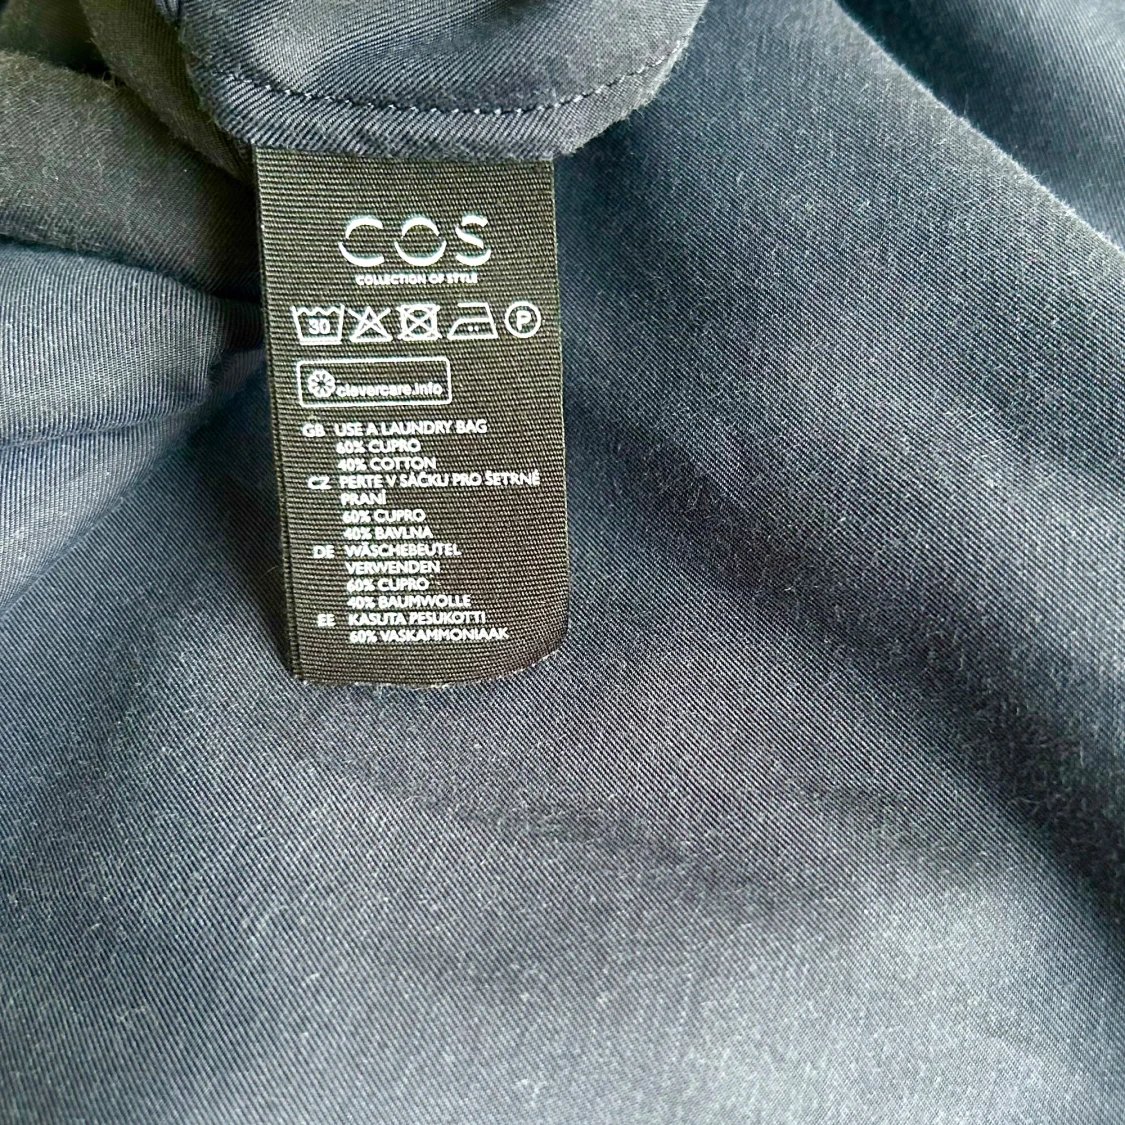 COS
COLLECTION OF STYLE
30 P
clevercare.info
GB USE A LAUNDRY BAG
60% CUPRO
40% COTTON
CZ PERTE V SÁČKU PRO ŠETRNÉ
PRANÍ
60% CUPRO
40% BAVLNA
DE WÄSCHEBEUTEL
VERWENDEN
60% CUPRO
40% BAUMWOLLE
EE KASUTA PESUKOTTI
60% VASKAMMONIAAK